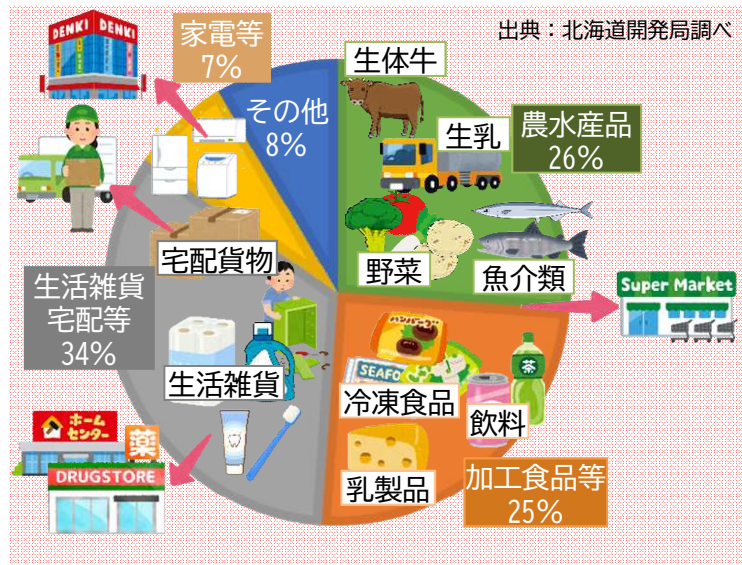 出典：北海道開発局調べ
DENKI DENKI
家電等
7%
その他
8%
生体牛
生乳
農水産品
26%
野菜
魚介類
Super Market
宅配貨物
生活雑貨
宅配等
34%
生活雑貨
ハンバーグ
SEAFO
茶
冷凍食品
飲料
乳製品
加工食品等
25%
ホーム
センター
薬
DRUGSTORE